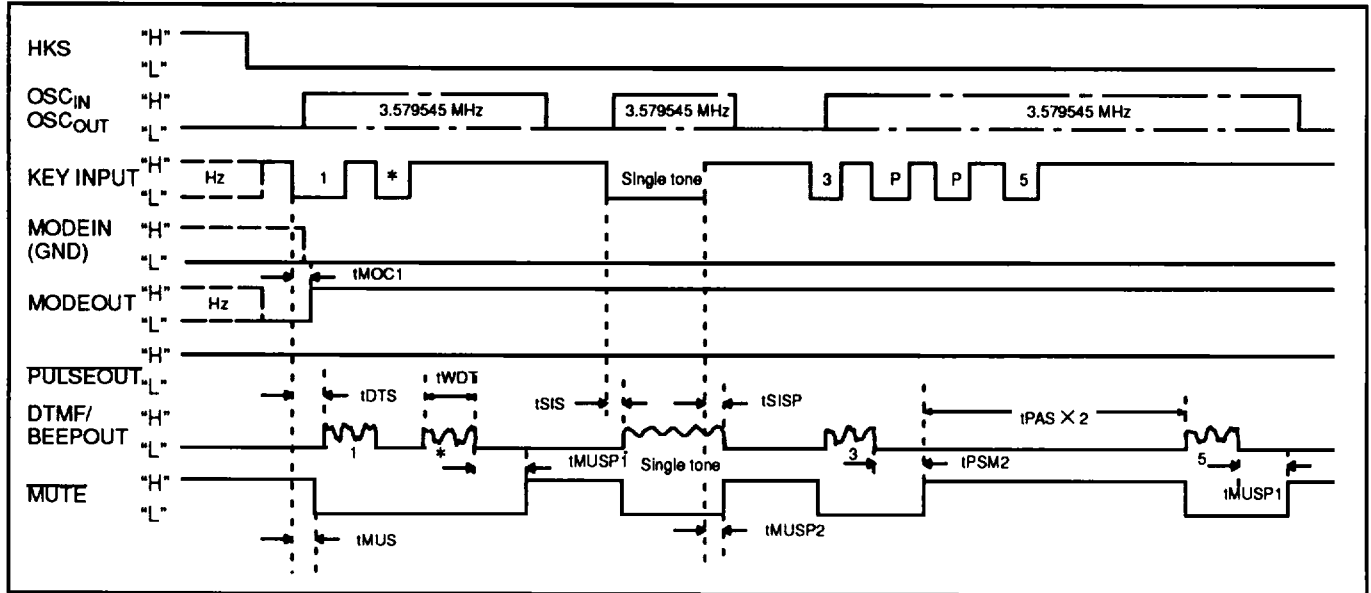 HKS "H"
"L"
OSCIN "H"
OSCOUT "L"
3.579545 MHz 3.579545 MHz 3.579545 MHz
KEY INPUT "H"
"L"
Hz 1 * Single tone 3 P P 5
MODEIN "H"
(GND) "L"
tMOC1
MODEOUT "H"
"L"
Hz
"H"
PULSEOUT "L"
tDTS tWDT tSIS tSISP tPAS × 2
DTMF/ "H"
BEEPOUT "L"
1 * tMUSP1 Single tone 3 tPSM2 5
MUTE "H"
"L"
tMUSP1
tMUS tMUSP2